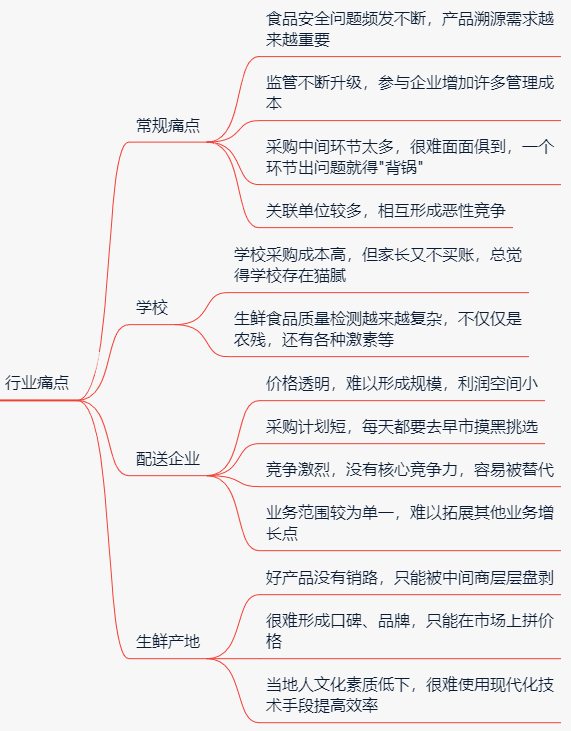 食品安全问题频发不断，产品溯源需求越
来越重要
监管不断升级，参与企业增加许多管理成
本
常规痛点
采购中间环节太多，很难面面俱到，一个
环节出问题就得"背锅"
关联单位较多，相互形成恶性竞争
学校采购成本高，但家长又不买账，总觉
得学校存在猫腻
学校
生鲜食品质量检测越来越复杂，不仅仅是
农残，还有各种激素等
行业痛点
价格透明，难以形成规模，利润空间小
采购计划短，每天都要去早市摸黑挑选
配送企业
竞争激烈，没有核心竞争力，容易被替代
业务范围较为单一，难以拓展其他业务增
长点
好产品没有销路，只能被中间商层层盘剥
很难形成口碑、品牌，只能在市场上拼价
格
生鲜产地
当地人文化素质低下，很难使用现代化技
术手段提高效率